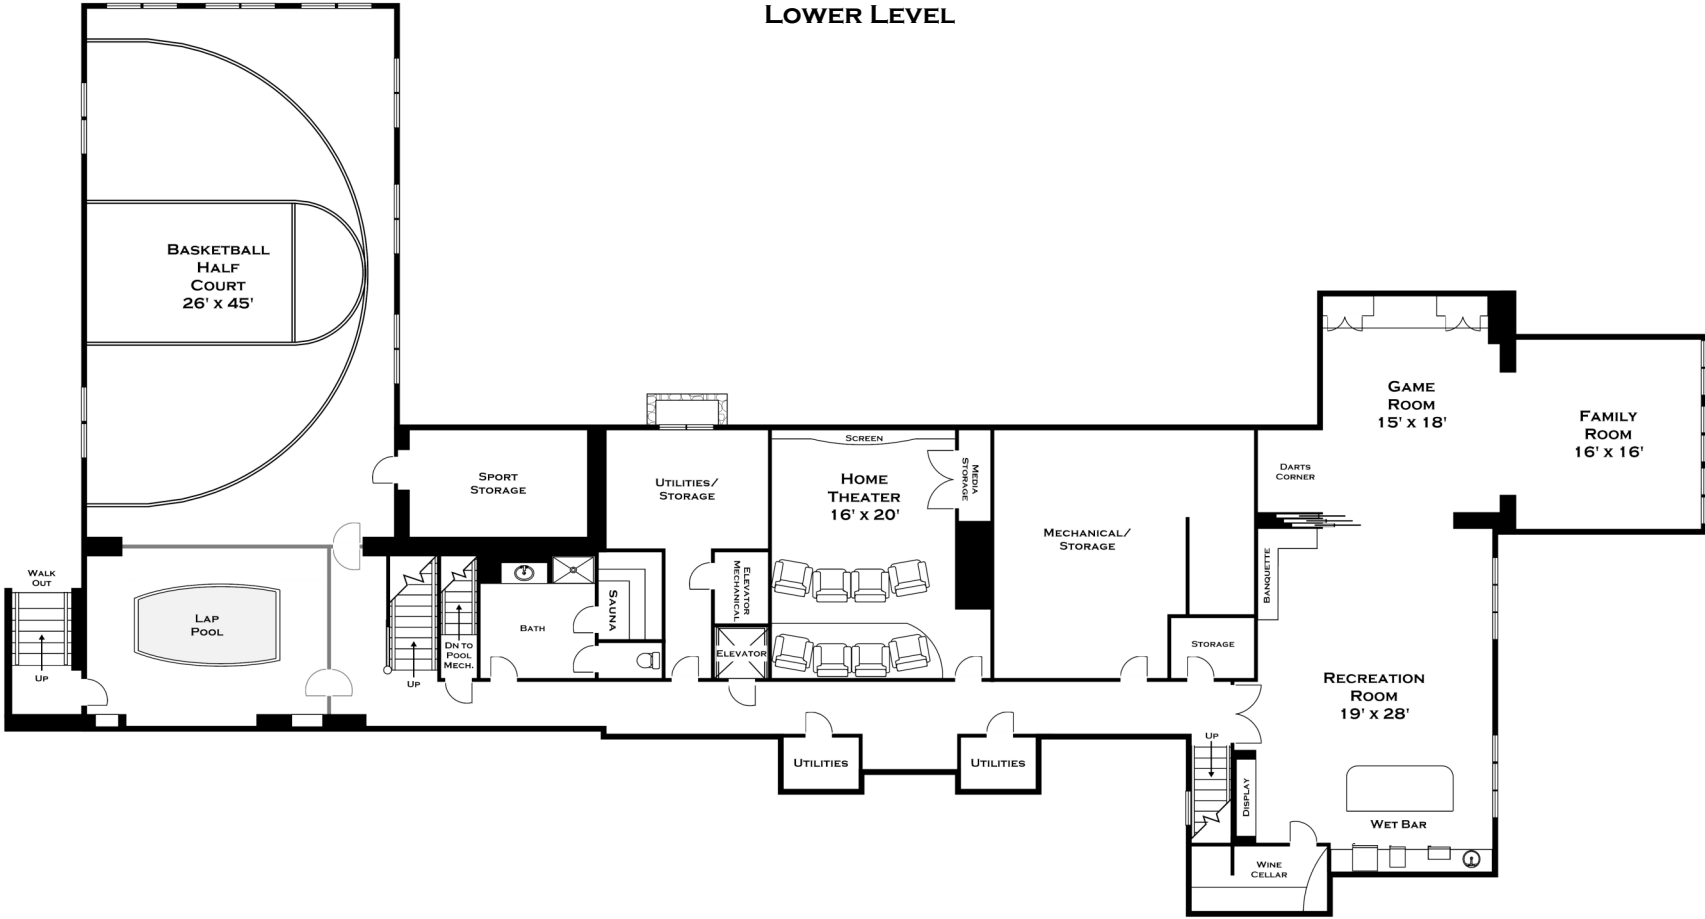 LOWER LEVEL
BASKETBALL
HALF
COURT
26' X 45'
GAME
ROOM
15' X 18'
FAMILY
ROOM
16' X 16'
SCREEN
HOME
THEATER
16' X 20'
MEDIA
STORAGE
SPORT
STORAGE
UTILITIES/
STORAGE
DARTS
CORNER
MECHANICAL/
STORAGE
WALK
OUT
UP
LAP
POOL
UP
DN TO
POOL
MECH.
BATH
SAUNA
ELEVATOR
MECHANICAL
ELEVATOR
BANQUETTE
STORAGE
RECREATION
ROOM
19' X 28'
UP
UTILITIES
UTILITIES
DISPLAY
WET BAR
WINE
CELLAR